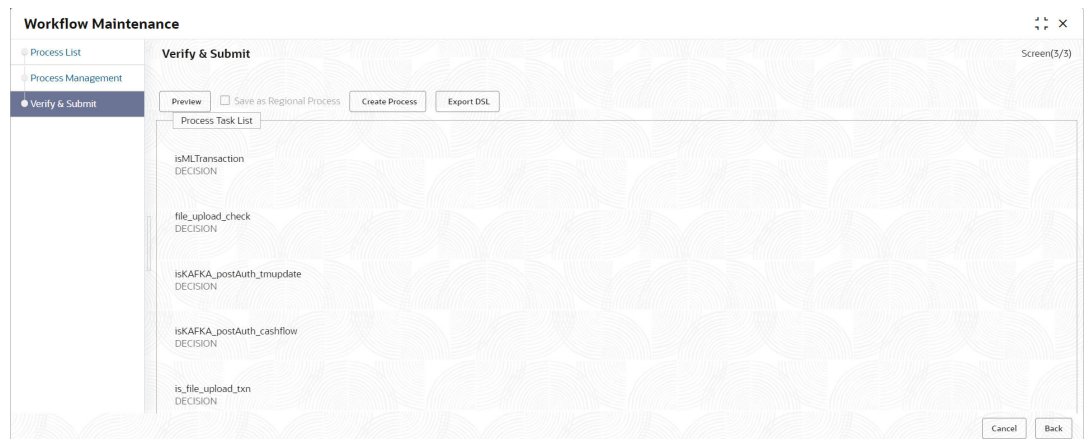 Workflow Maintenance
Process List
Process Management
Verify & Submit
Verify & Submit
Screen(3/3)
Preview
Save as Regional Process
Create Process
Export DSL
Process Task List
isMLTransaction
DECISION
file_upload_check
DECISION
isKAFKA_postAuth_tmupdate
DECISION
isKAFKA_postAuth_cashflow
DECISION
is_file_upload_txn
DECISION
Cancel
Back